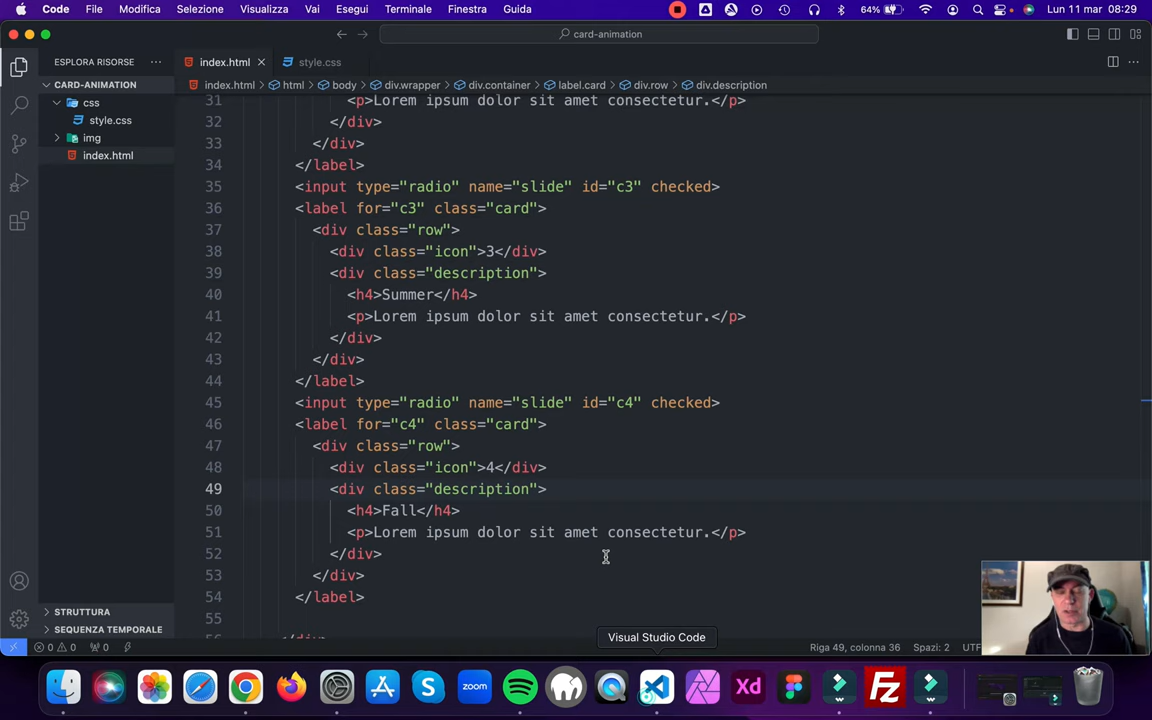 Code File Modifica Selezione Visualizza Vai Esegui Terminale Finestra Guida 64% Lun 11 mar 08:29
card-animation
ESPLORA RISORSE
index.html
style.css
CARD-ANIMATION
index.html html body div.wrapper div.container label.card div.row div.description
css
style.css
img
index.html
31 <p>Lorem ipsum dolor sit amet consectetur.</p>
32 </div>
33 </div>
34 </label>
35 <input type="radio" name="slide" id="c3" checked>
36 <label for="c3" class="card">
37 <div class="row">
38 <div class="icon">3</div>
39 <div class="description">
40 <h4>Summer</h4>
41 <p>Lorem ipsum dolor sit amet consectetur.</p>
42 </div>
43 </div>
44 </label>
45 <input type="radio" name="slide" id="c4" checked>
46 <label for="c4" class="card">
47 <div class="row">
48 <div class="icon">4</div>
49 <div class="description">
50 <h4>Fall</h4>
51 <p>Lorem ipsum dolor sit amet consectetur.</p>
52 </div>
53 </div>
54 </label>
55
56 </div>
STRUTTURA
SEQUENZA TEMPORALE
Visual Studio Code
0 0 0 Riga 49, colonna 36 Spazi: 2
zoom
Xd
Fz